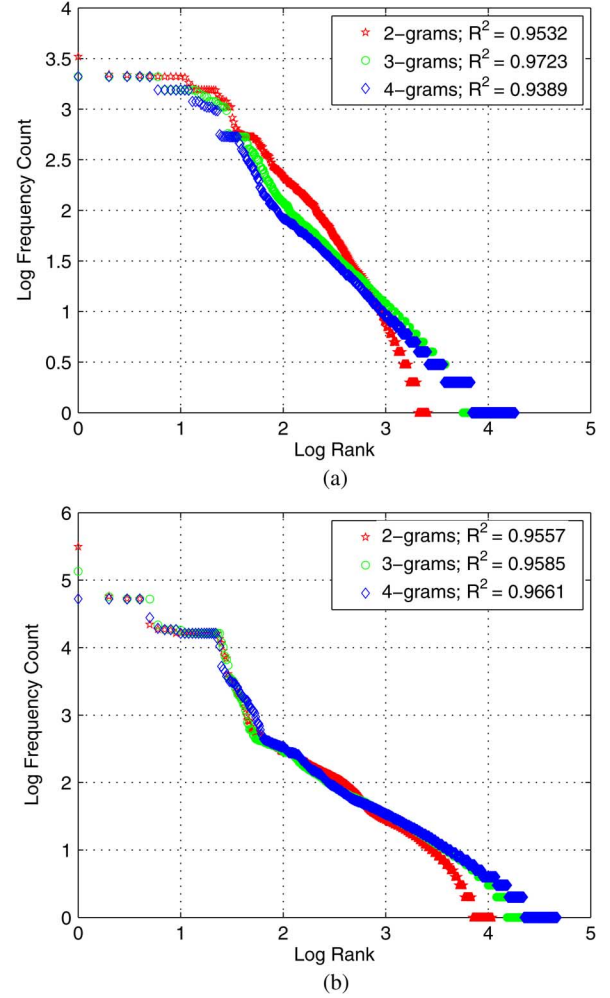 4
3.5
3
2.5
2
1.5
1
0.5
0
Log Frequency Count
2-grams; R² = 0.9532
3-grams; R² = 0.9723
4-grams; R² = 0.9389
0 1 2 3 4 5
Log Rank
(a)
6
5
4
3
2
1
0
Log Frequency Count
2-grams; R² = 0.9557
3-grams; R² = 0.9585
4-grams; R² = 0.9661
0 1 2 3 4 5
Log Rank
(b)